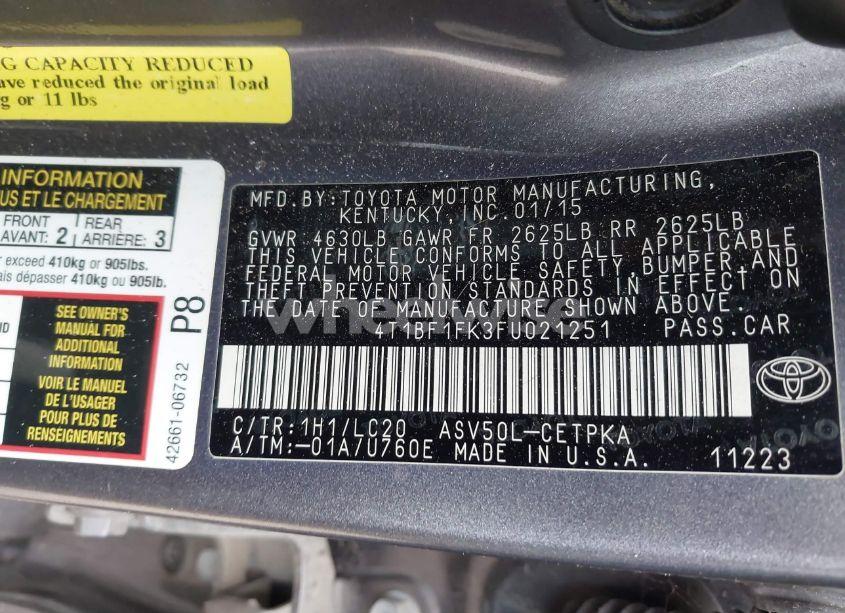 G CAPACITY REDUCED
ave reduced the original load
g or 11 lbs
INFORMATION
US ET LE CHARGEMENT
FRONT
AVANT: 2
REAR
ARRIÈRE: 3
r exceed 410kg or 905lbs.
ais dépasser 410kg ou 905lb.
SEE OWNER'S
MANUAL FOR
ADDITIONAL
INFORMATION
VOIR LE MANUEL
DE L'USAGER
POUR PLUS DE
RENSEIGNEMENTS
P8
42661-06732
MFD.BY:TOYOTA MOTOR MANUFACTURING,
KENTUCKY,INC.01/15
GVWR 4630LB GAWR FR 2625LB RR 2625LB
THIS VEHICLE CONFORMS TO ALL APPLICABLE
FEDERAL MOTOR VEHICLE SAFETY,BUMPER AND
THEFT PREVENTION STANDARDS IN EFFECT ON
THE DATE OF MANUFACTURE SHOWN ABOVE.
4T1BF1FK3FU021251 PASS.CAR
C/TR:1H1/LC20 ASV50L-CETPKA
A/TM:-01A/U760E MADE IN U.S.A. 11223